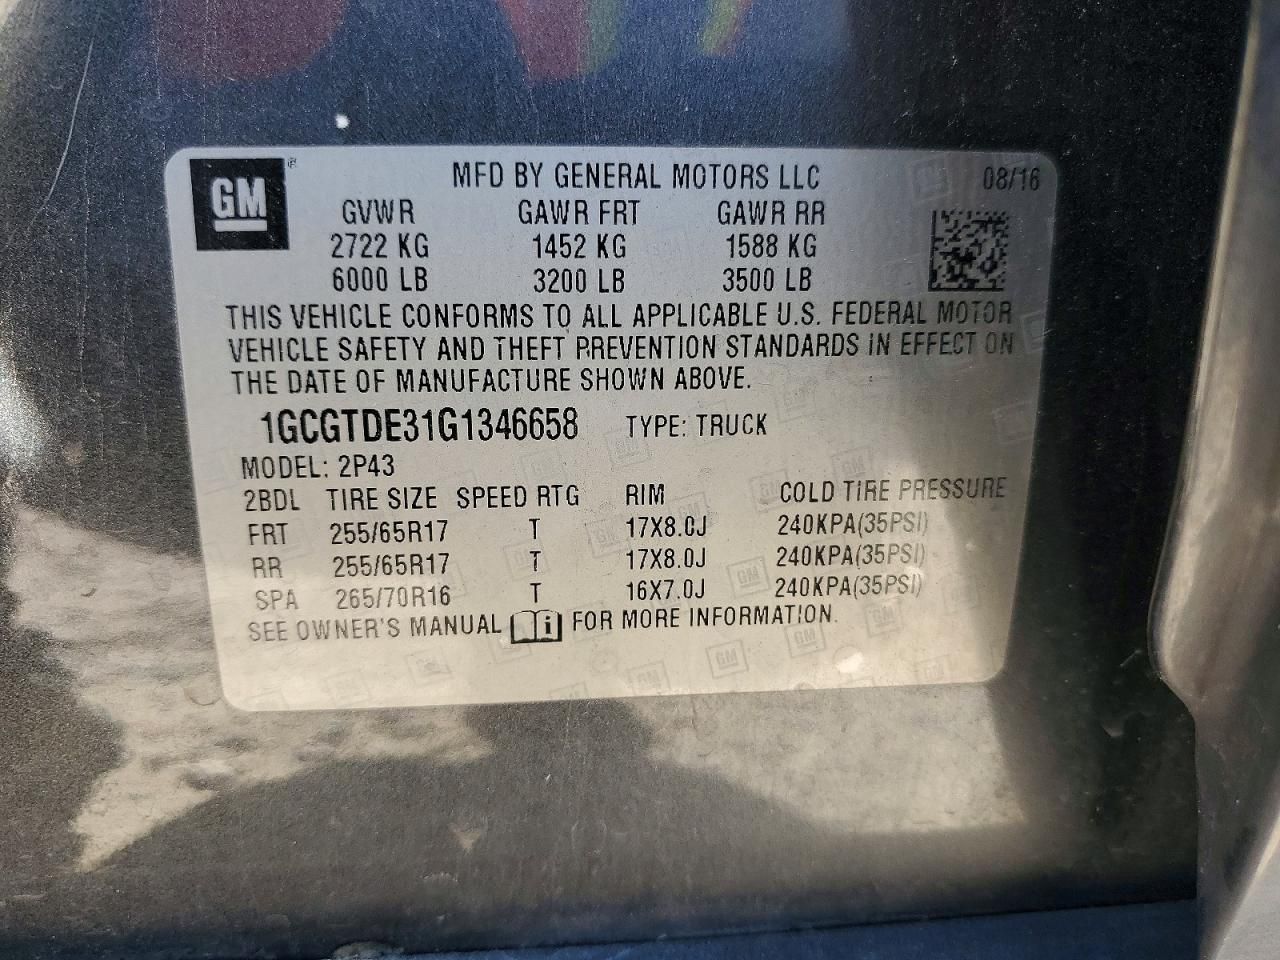 GM ® MFD BY GENERAL MOTORS LLC 08/16
GVWR GAWR FRT GAWR RR
2722 KG 1452 KG 1588 KG
6000 LB 3200 LB 3500 LB
THIS VEHICLE CONFORMS TO ALL APPLICABLE U.S. FEDERAL MOTOR
VEHICLE SAFETY AND THEFT PREVENTION STANDARDS IN EFFECT ON
THE DATE OF MANUFACTURE SHOWN ABOVE.
1GCGTDE31G1346658 TYPE: TRUCK
MODEL: 2P43
2BDL TIRE SIZE SPEED RTG RIM COLD TIRE PRESSURE
FRT 255/65R17 T 17X8.0J 240KPA(35PSI)
RR 255/65R17 T 17X8.0J 240KPA(35PSI)
SPA 265/70R16 T 16X7.0J 240KPA(35PSI)
SEE OWNER'S MANUAL i FOR MORE INFORMATION.